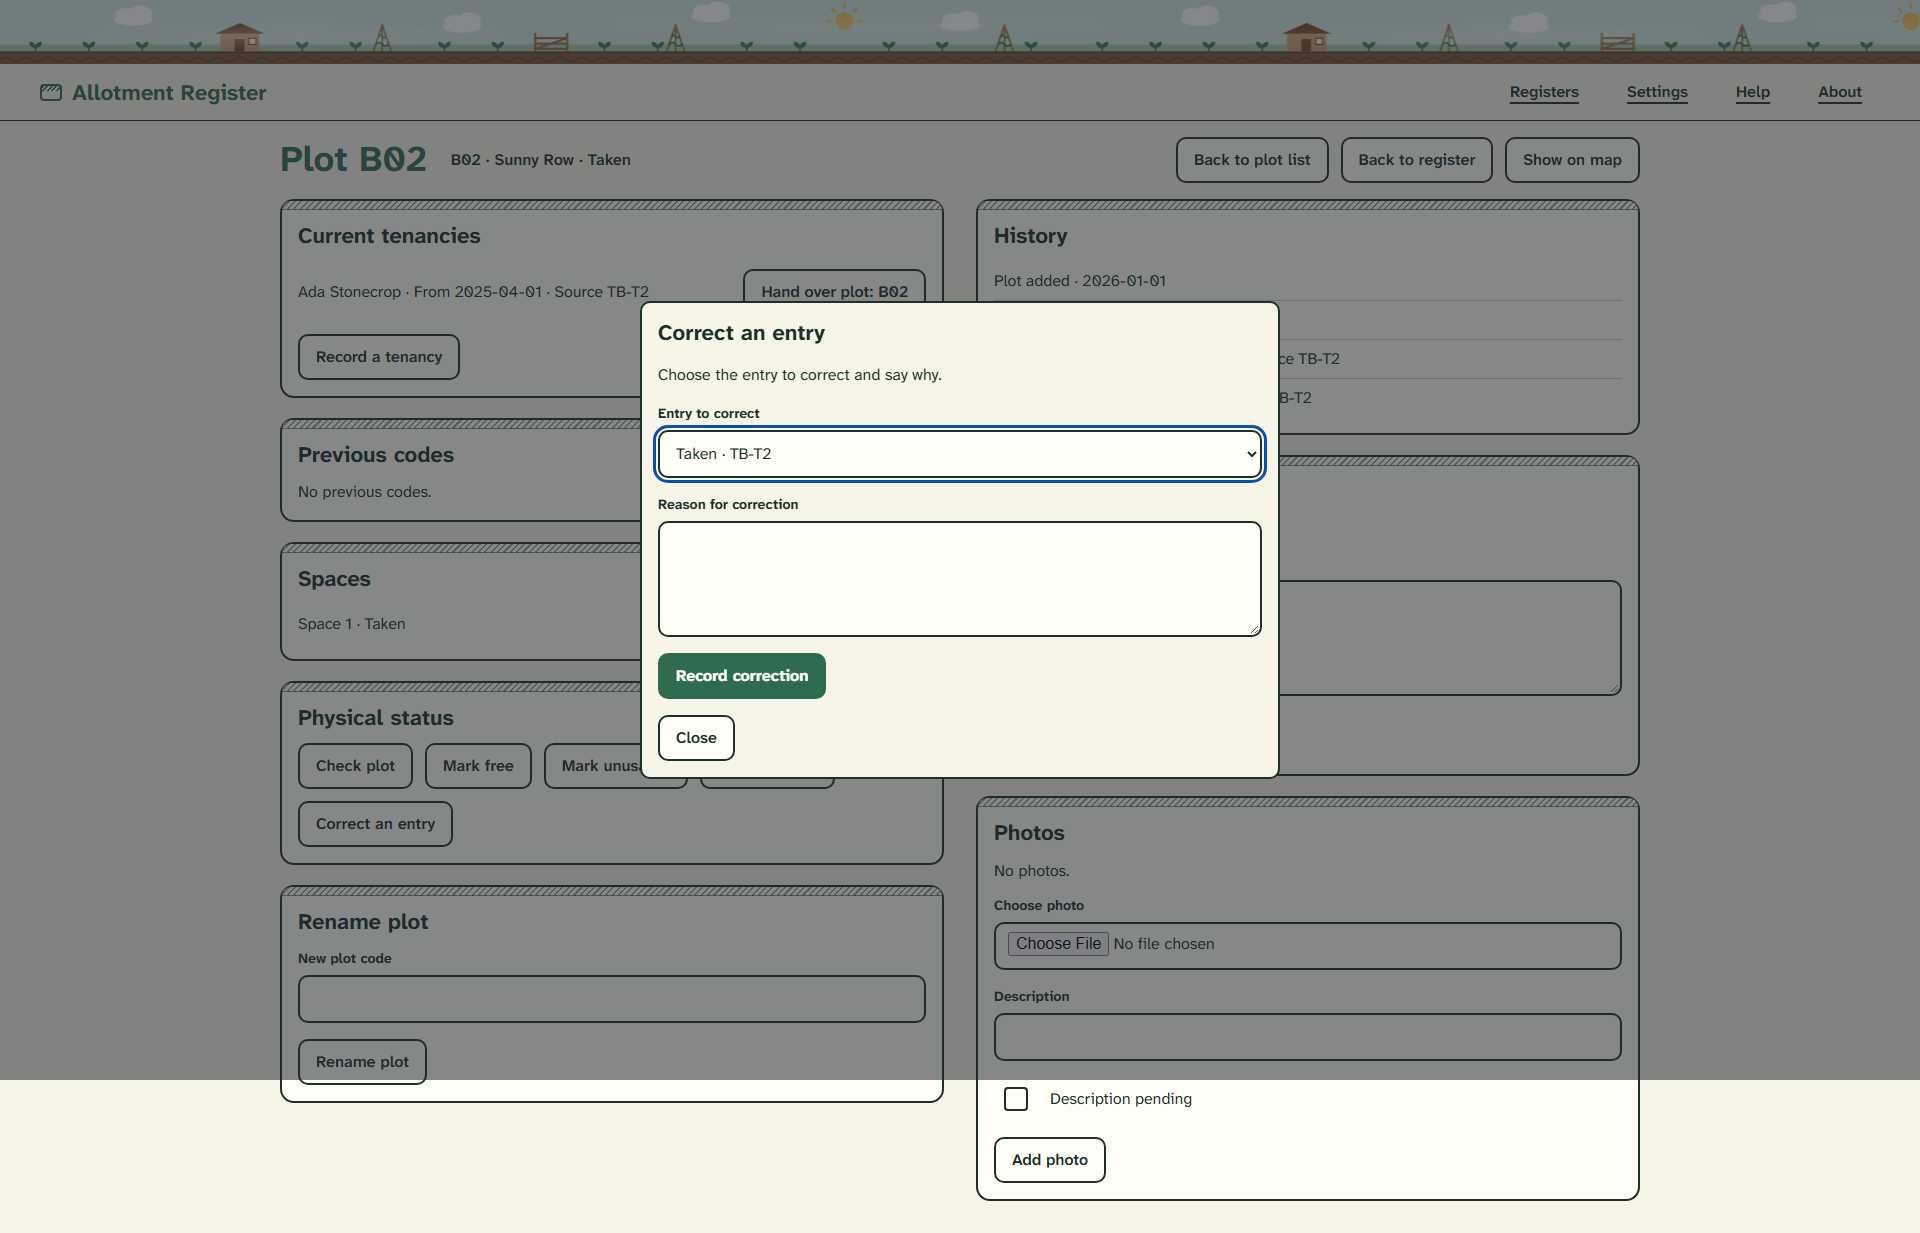 Allotment Register
Registers
Settings
Help
About
Plot B02
B02 · Sunny Row · Taken
Back to plot list
Back to register
Show on map
Current tenancies
Ada Stonecrop · From 2025-04-01 · Source TB-T2
Hand over plot: B02
Record a tenancy
Previous codes
No previous codes.
Spaces
Space 1 · Taken
Physical status
Check plot
Mark free
Mark unus
Correct an entry
Rename plot
New plot code
Rename plot
Correct an entry
Choose the entry to correct and say why.
Entry to correct
Taken · TB-T2
Reason for correction
Record correction
Close
History
Plot added · 2026-01-01
ce TB-T2
B-T2
Photos
No photos.
Choose photo
Choose File No file chosen
Description
Description pending
Add photo